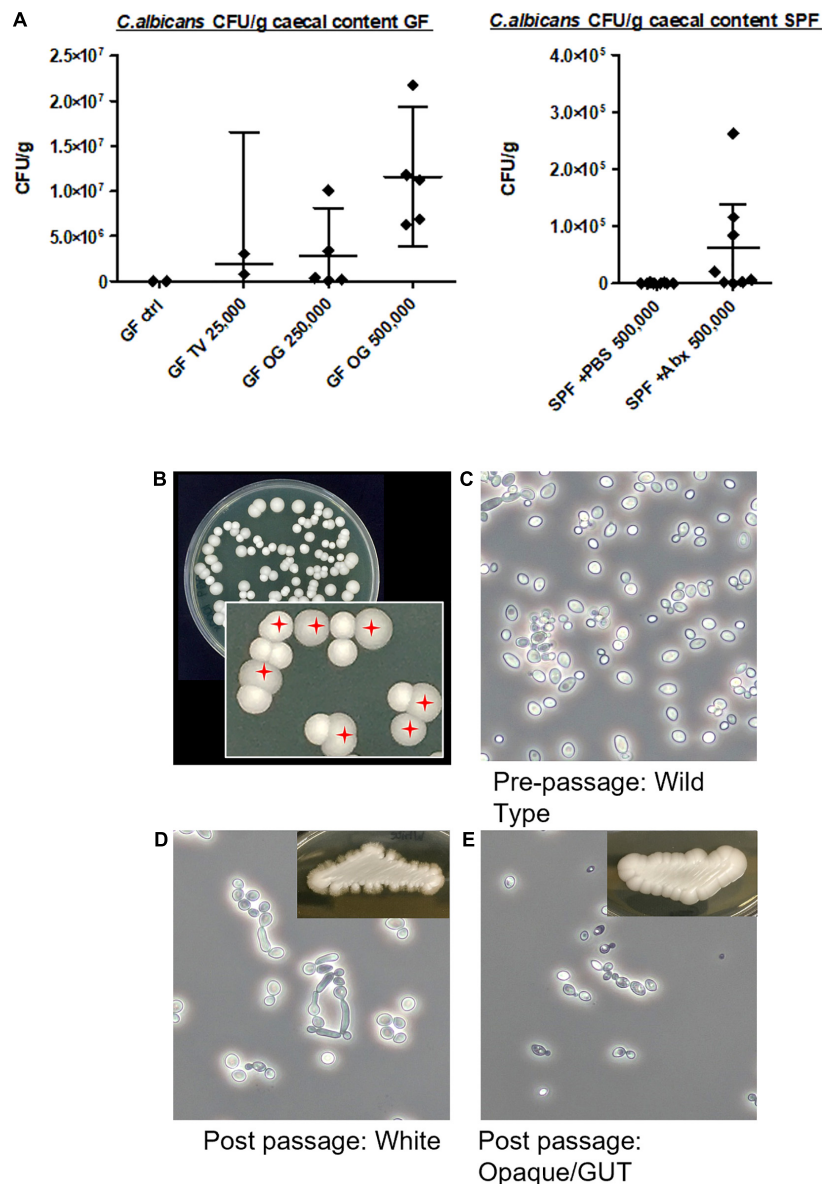 A
C.albicans CFU/g caecal content GF
CFU/g
2.5×10⁷
2.0×10⁷
1.5×10⁷
1.0×10⁷
5.0×10⁶
0
GF ctrl
GF TV 25,000
GF OG 250,000
GF OG 500,000
C.albicans CFU/g caecal content SPF
CFU/g
4.0×10⁵
3.0×10⁵
2.0×10⁵
1.0×10⁵
0
SPF +PBS 500,000
SPF +Abx 500,000
B
C
Pre-passage: Wild
Type
D
Post passage: White
E
Post passage:
Opaque/GUT